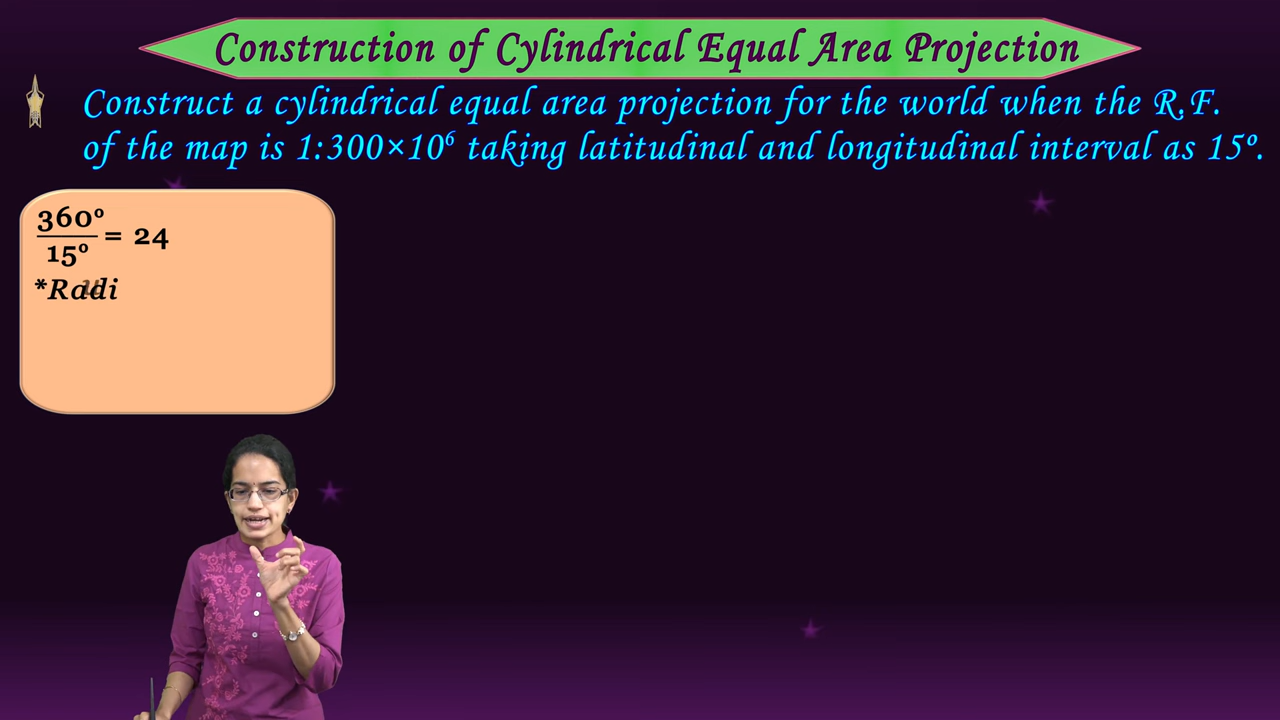 Construction of Cylindrical Equal Area Projection
Construct a cylindrical equal area projection for the world when the R.F.
of the map is 1:300×10⁶ taking latitudinal and longitudinal interval as 15º.
360º
15º
= 24
*Radi